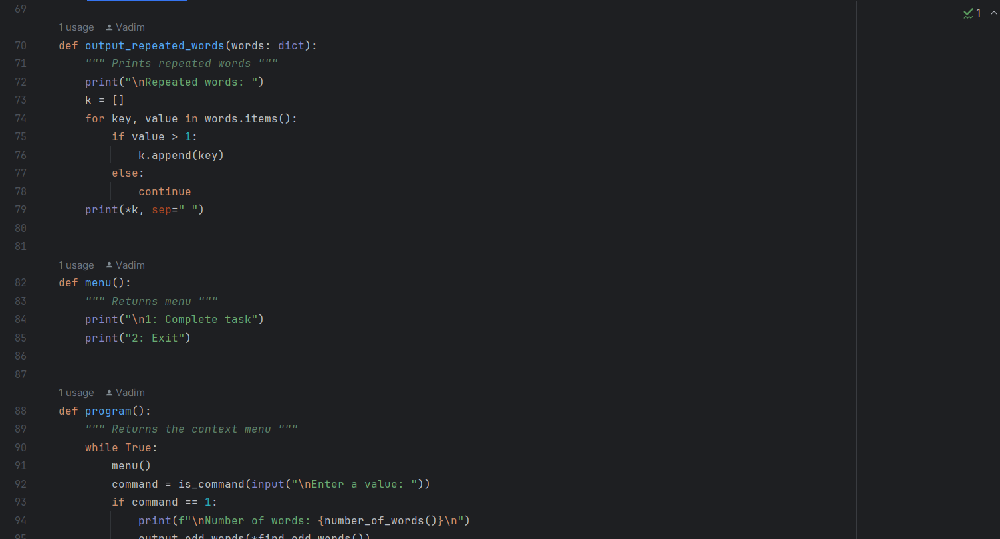 69
1 usage Vadim
70 def output_repeated_words(words: dict):
71     """ Prints repeated words """
72     print("\nRepeated words: ")
73     k = []
74     for key, value in words.items():
75         if value > 1:
76             k.append(key)
77         else:
78             continue
79     print(*k, sep=" ")
80
81
1 usage Vadim
82 def menu():
83     """ Returns menu """
84     print("\n1: Complete task")
85     print("2: Exit")
86
87
1 usage Vadim
88 def program():
89     """ Returns the context menu """
90     while True:
91         menu()
92         command = is_command(input("\nEnter a value: "))
93         if command == 1:
94             print(f"\nNumber of words: {number_of_words()}\n")
95             output_odd_words(*find_odd_words())
1